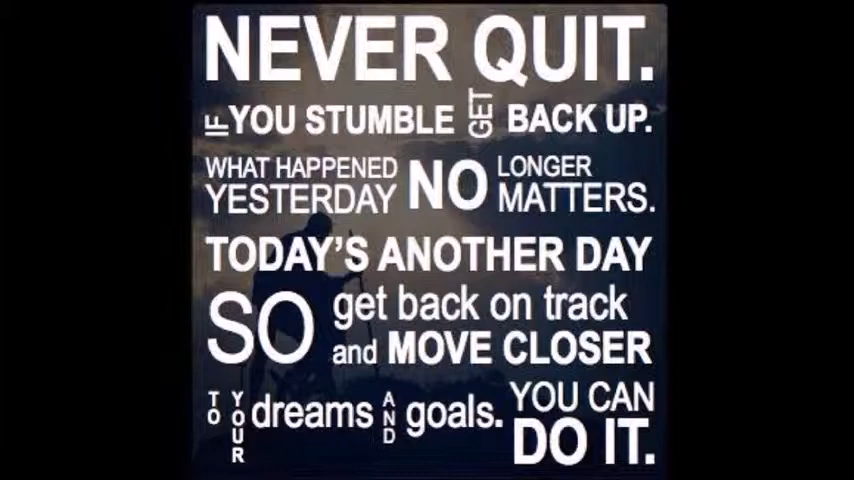 NEVER QUIT.
IF YOU STUMBLE GET BACK UP.
WHAT HAPPENED YESTERDAY NO LONGER MATTERS.
TODAY'S ANOTHER DAY
SO get back on track
and MOVE CLOSER
TO YOUR dreams AND goals. YOU CAN DO IT.